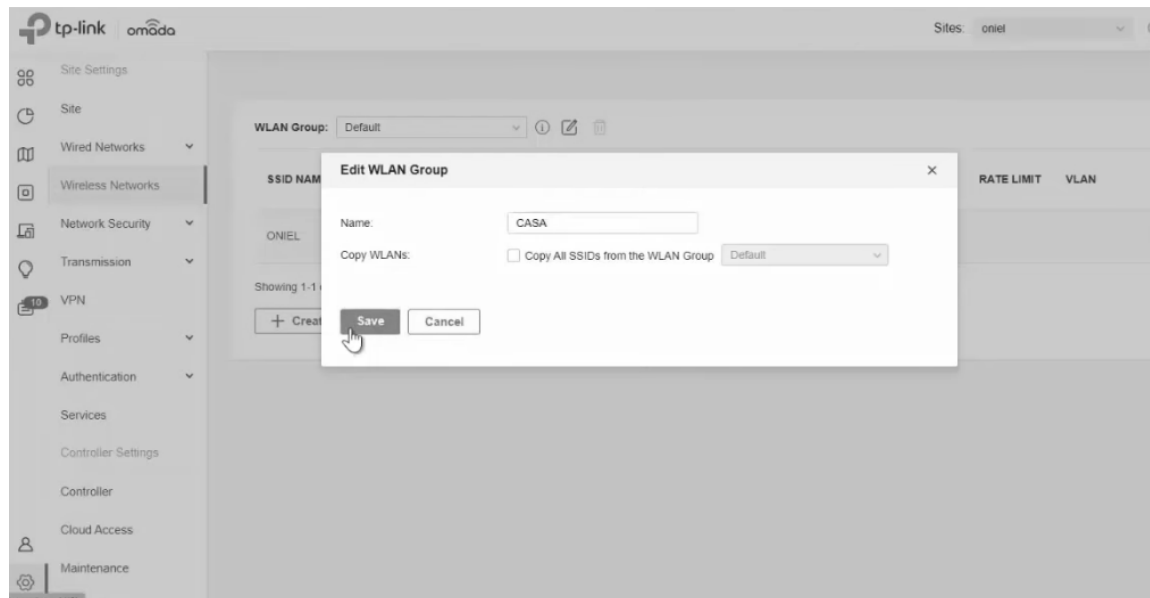 tp-link omada
Sites: oniel
Site Settings
Site
WLAN Group: Default
Wired Networks
Edit WLAN Group
SSID NAM
RATE LIMIT VLAN
Wireless Networks
Name: CASA
Network Security
ONIEL
Copy WLANs: Copy All SSIDs from the WLAN Group Default
Transmission
Showing 1-1
10
VPN
+ Creat
Save Cancel
Profiles
Authentication
Services
Controller Settings
Controller
Cloud Access
Maintenance